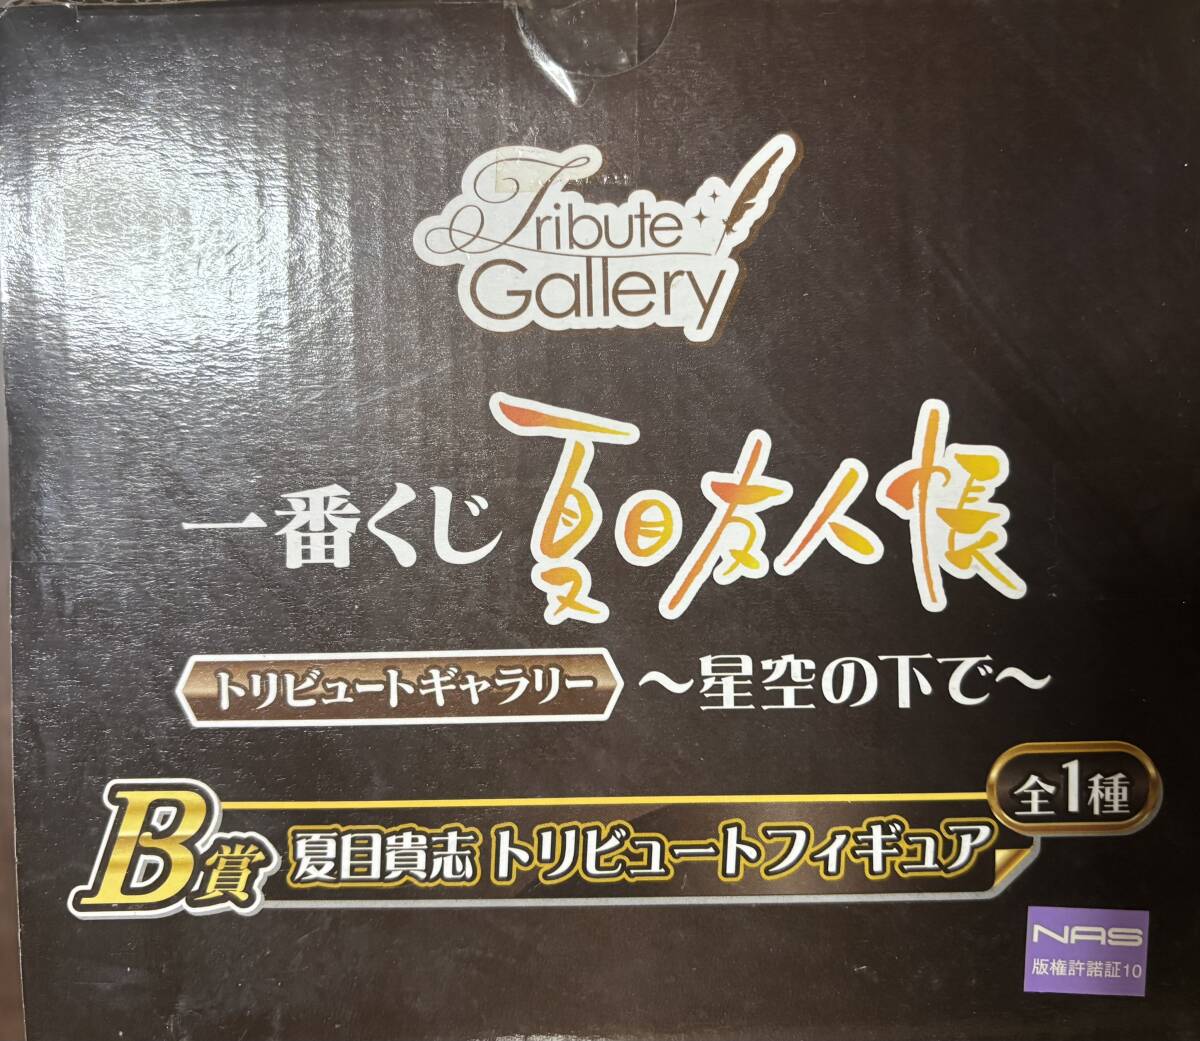 Tribute
Gallery
一番くじ 夏目友人帳
トリビュートギャラリー ～星空の下で～
全1種
B賞 夏目貴志 トリビュートフィギュア
NAS
版権許諾証10